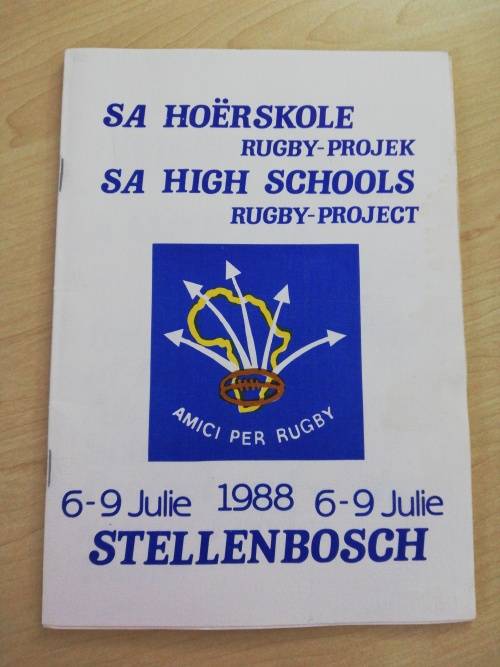 SA HOËRSKOLE
RUGBY-PROJEK
SA HIGH SCHOOLS
RUGBY-PROJECT
AMICI PER RUGBY
6-9 Julie 1988 6-9 Julie
STELLENBOSCH